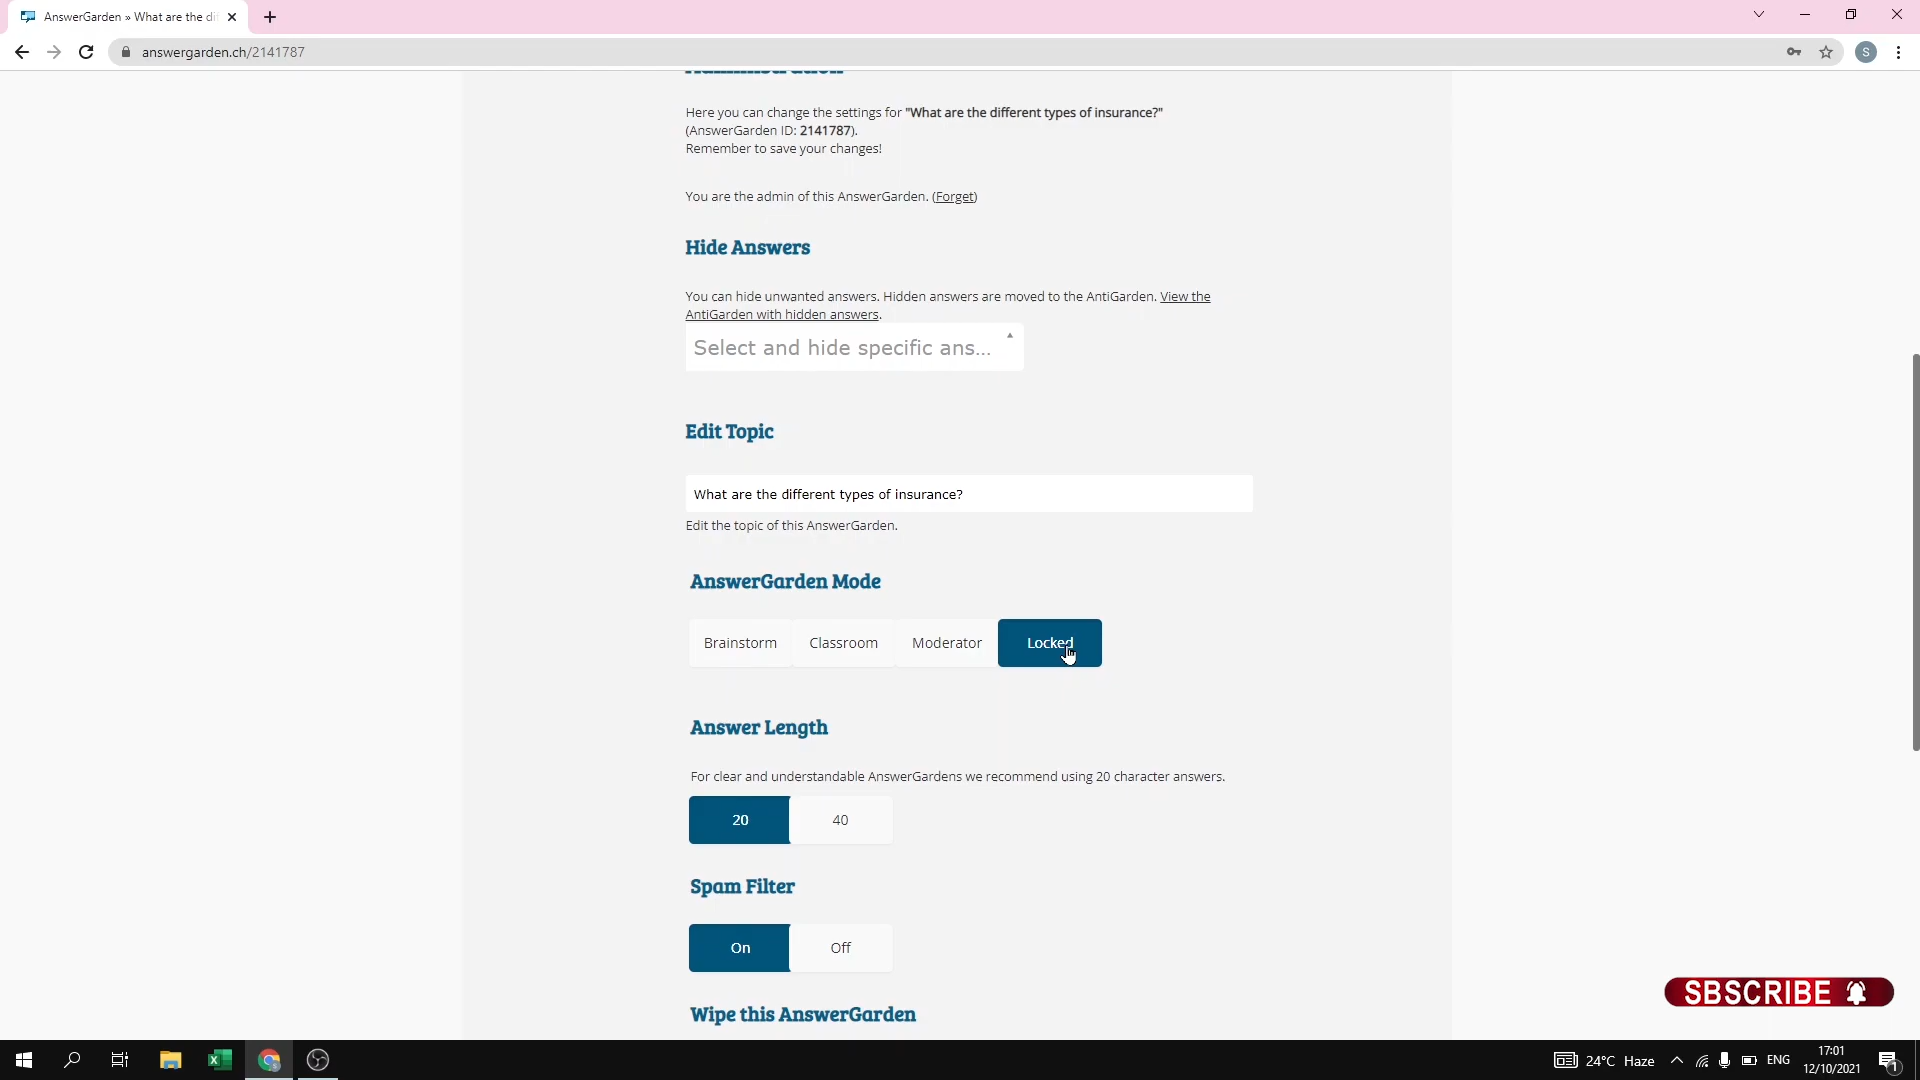 AnswerGarden » What are the di
answergarden.ch/2141787
S
Administration
Here you can change the settings for "What are the different types of insurance?"
(AnswerGarden ID: 2141787).
Remember to save your changes!
You are the admin of this AnswerGarden. (Forget)
Hide Answers
You can hide unwanted answers. Hidden answers are moved to the AntiGarden. View the
AntiGarden with hidden answers.
Select and hide specific ans...
Edit Topic
What are the different types of insurance?
Edit the topic of this AnswerGarden.
AnswerGarden Mode
Brainstorm Classroom Moderator Locked
Answer Length
For clear and understandable AnswerGardens we recommend using 20 character answers.
20 40
Spam Filter
On Off
Wipe this AnswerGarden
SBSCRIBE
24°C Haze ENG 17:01
12/10/2021
1